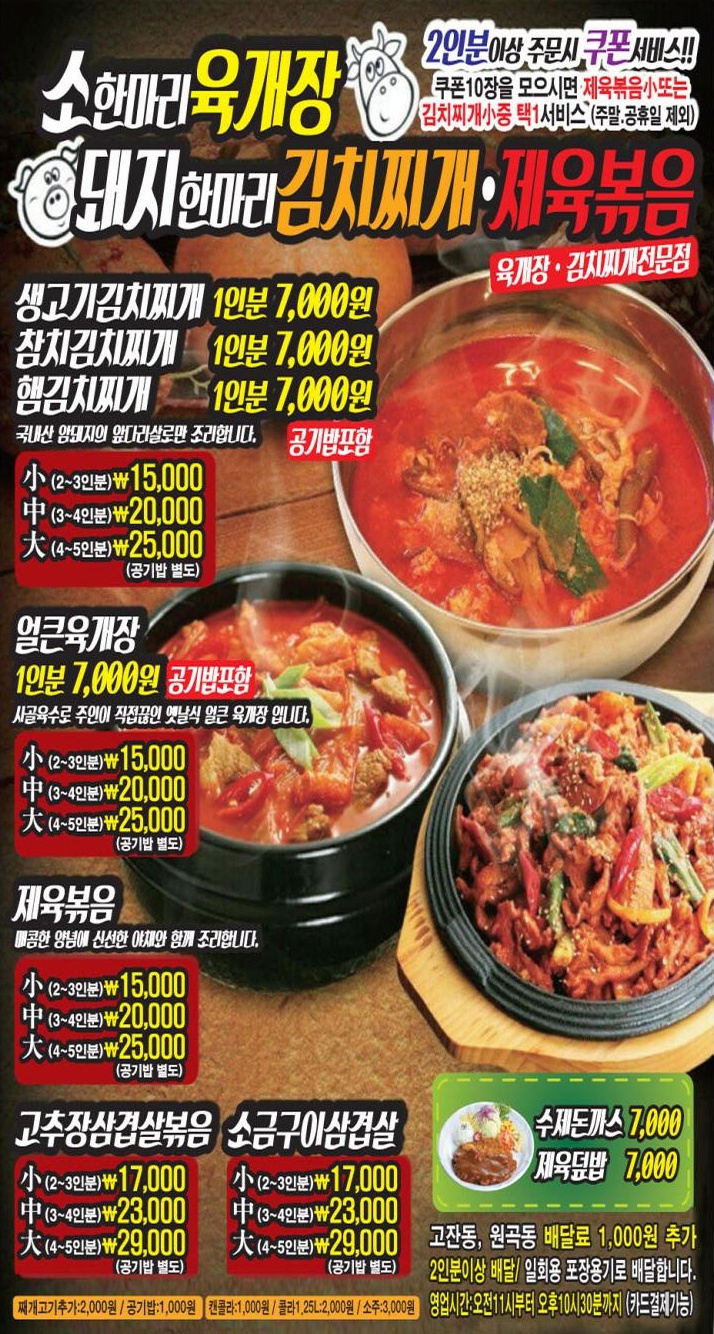 2인분이상 주문시 쿠폰서비스!!
쿠폰10장을 모으시면 제육볶음小또는
김치찌개小중 택1서비스 (주말.공휴일 제외)
소한마리육개장
돼지한마리김치찌개·제육볶음
육개장·김치찌개전문점
생고기김치찌개 1인분 7,000원
참치김치찌개 1인분 7,000원
햄김치찌개 1인분 7,000원
국내산 암돼지의 앞다리살로만 조리합니다.
공기밥포함
小 (2~3인분)₩15,000
中 (3~4인분)₩20,000
大 (4~5인분)₩25,000
(공기밥 별도)
얼큰육개장
1인분 7,000원 공기밥포함
사골육수로 주인이 직접끓인 옛날식 얼큰 육개장 입니다.
小 (2~3인분)₩15,000
中 (3~4인분)₩20,000
大 (4~5인분)₩25,000
(공기밥 별도)
제육볶음
매콤한 양념에 신선한 야채와 함께 조리합니다.
小 (2~3인분)₩15,000
中 (3~4인분)₩20,000
大 (4~5인분)₩25,000
(공기밥 별도)
고추장삼겹살볶음
小 (2~3인분)₩17,000
中 (3~4인분)₩23,000
大 (4~5인분)₩29,000
(공기밥 별도)
소금구이삼겹살
小 (2~3인분)₩17,000
中 (3~4인분)₩23,000
大 (4~5인분)₩29,000
(공기밥 별도)
수제돈까스 7,000
제육덮밥 7,000
고잔동, 원곡동 배달료 1,000원 추가
2인분이상 배달/ 일회용 포장용기로 배달합니다.
영업시간:오전11시부터 오후10시30분까지 (카드결제가능)
찌개고기추가:2,000원 / 공기밥:1,000원
캔콜라:1,000원 / 콜라1,25L:2,000원 / 소주:3,000원